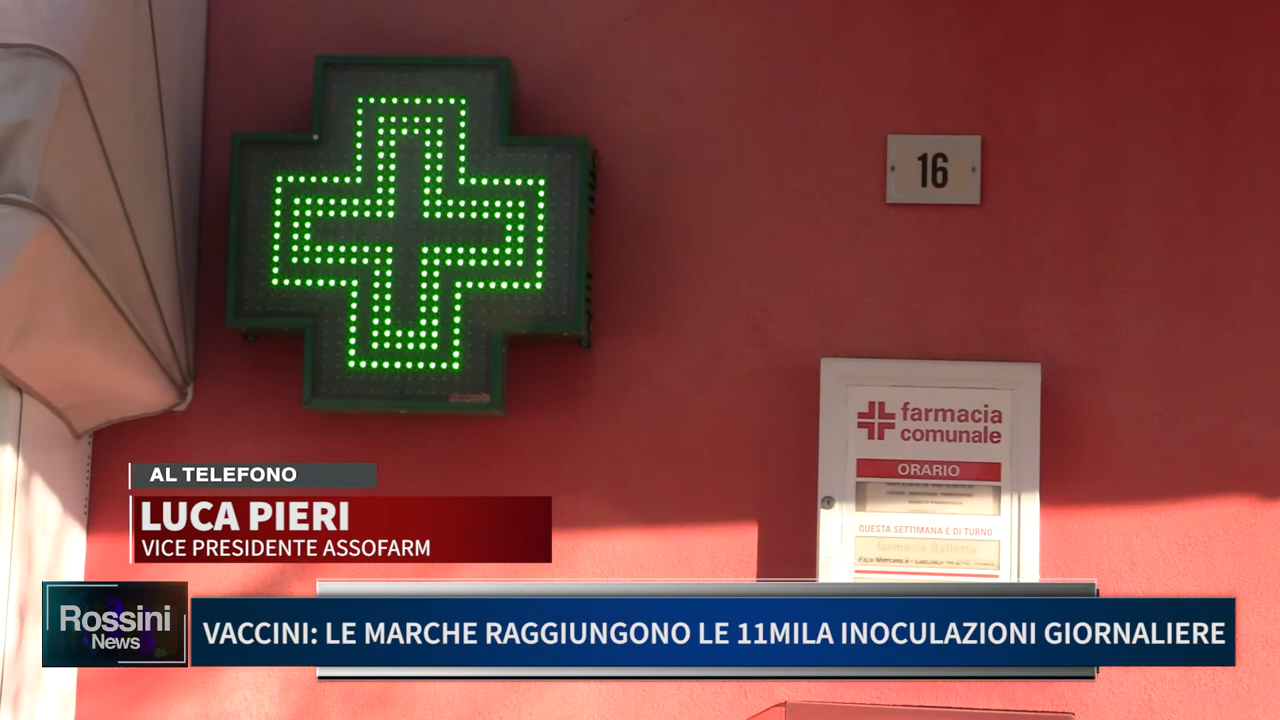 16
farmacia
comunale
ORARIO
QUESTA SETTIMANA È DI TURNO
farmacia
AL TELEFONO
LUCA PIERI
VICE PRESIDENTE ASSOFARM
Rossini
News
VACCINI: LE MARCHE RAGGIUNGONO LE 11MILA INOCULAZIONI GIORNALIERE